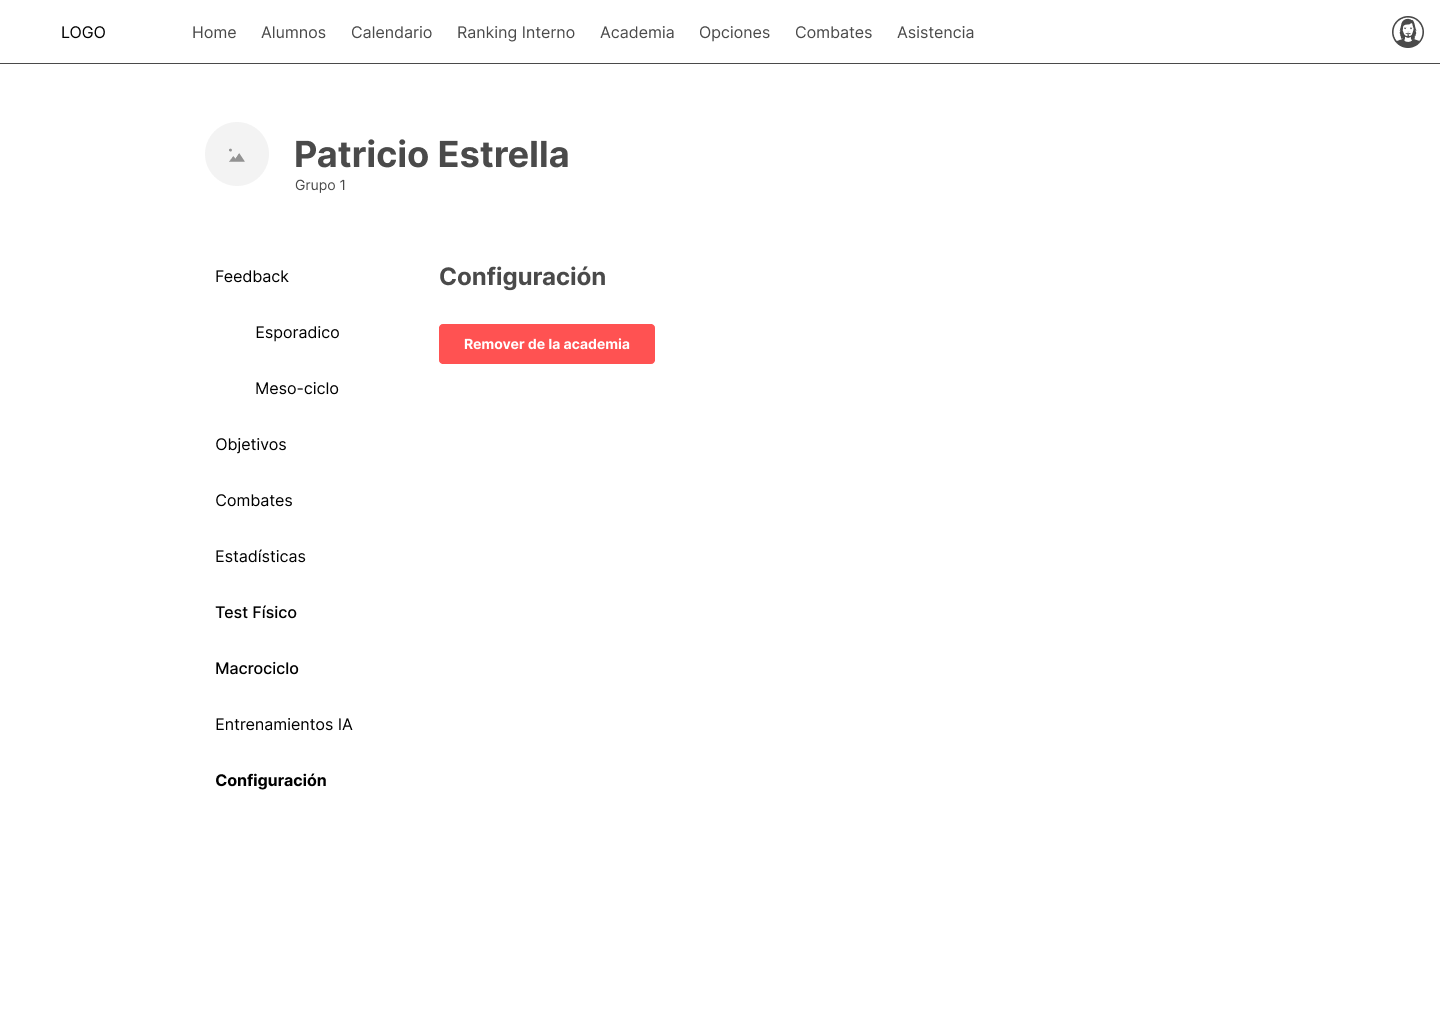 LOGO Home Alumnos Calendario Ranking Interno Academia Opciones Combates Asistencia
Patricio Estrella
Grupo 1
Feedback
Esporadico
Meso-ciclo
Objetivos
Combates
Estadísticas
Test Físico
Macrociclo
Entrenamientos IA
Configuración
Configuración
Remover de la academia